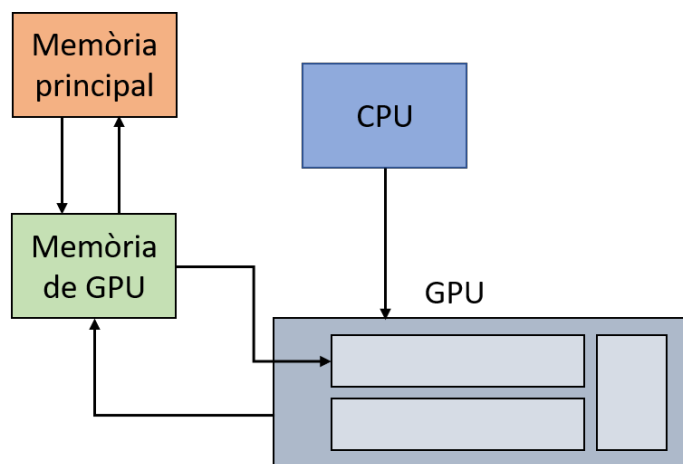 Memòria
principal
CPU
Memòria
de GPU
GPU